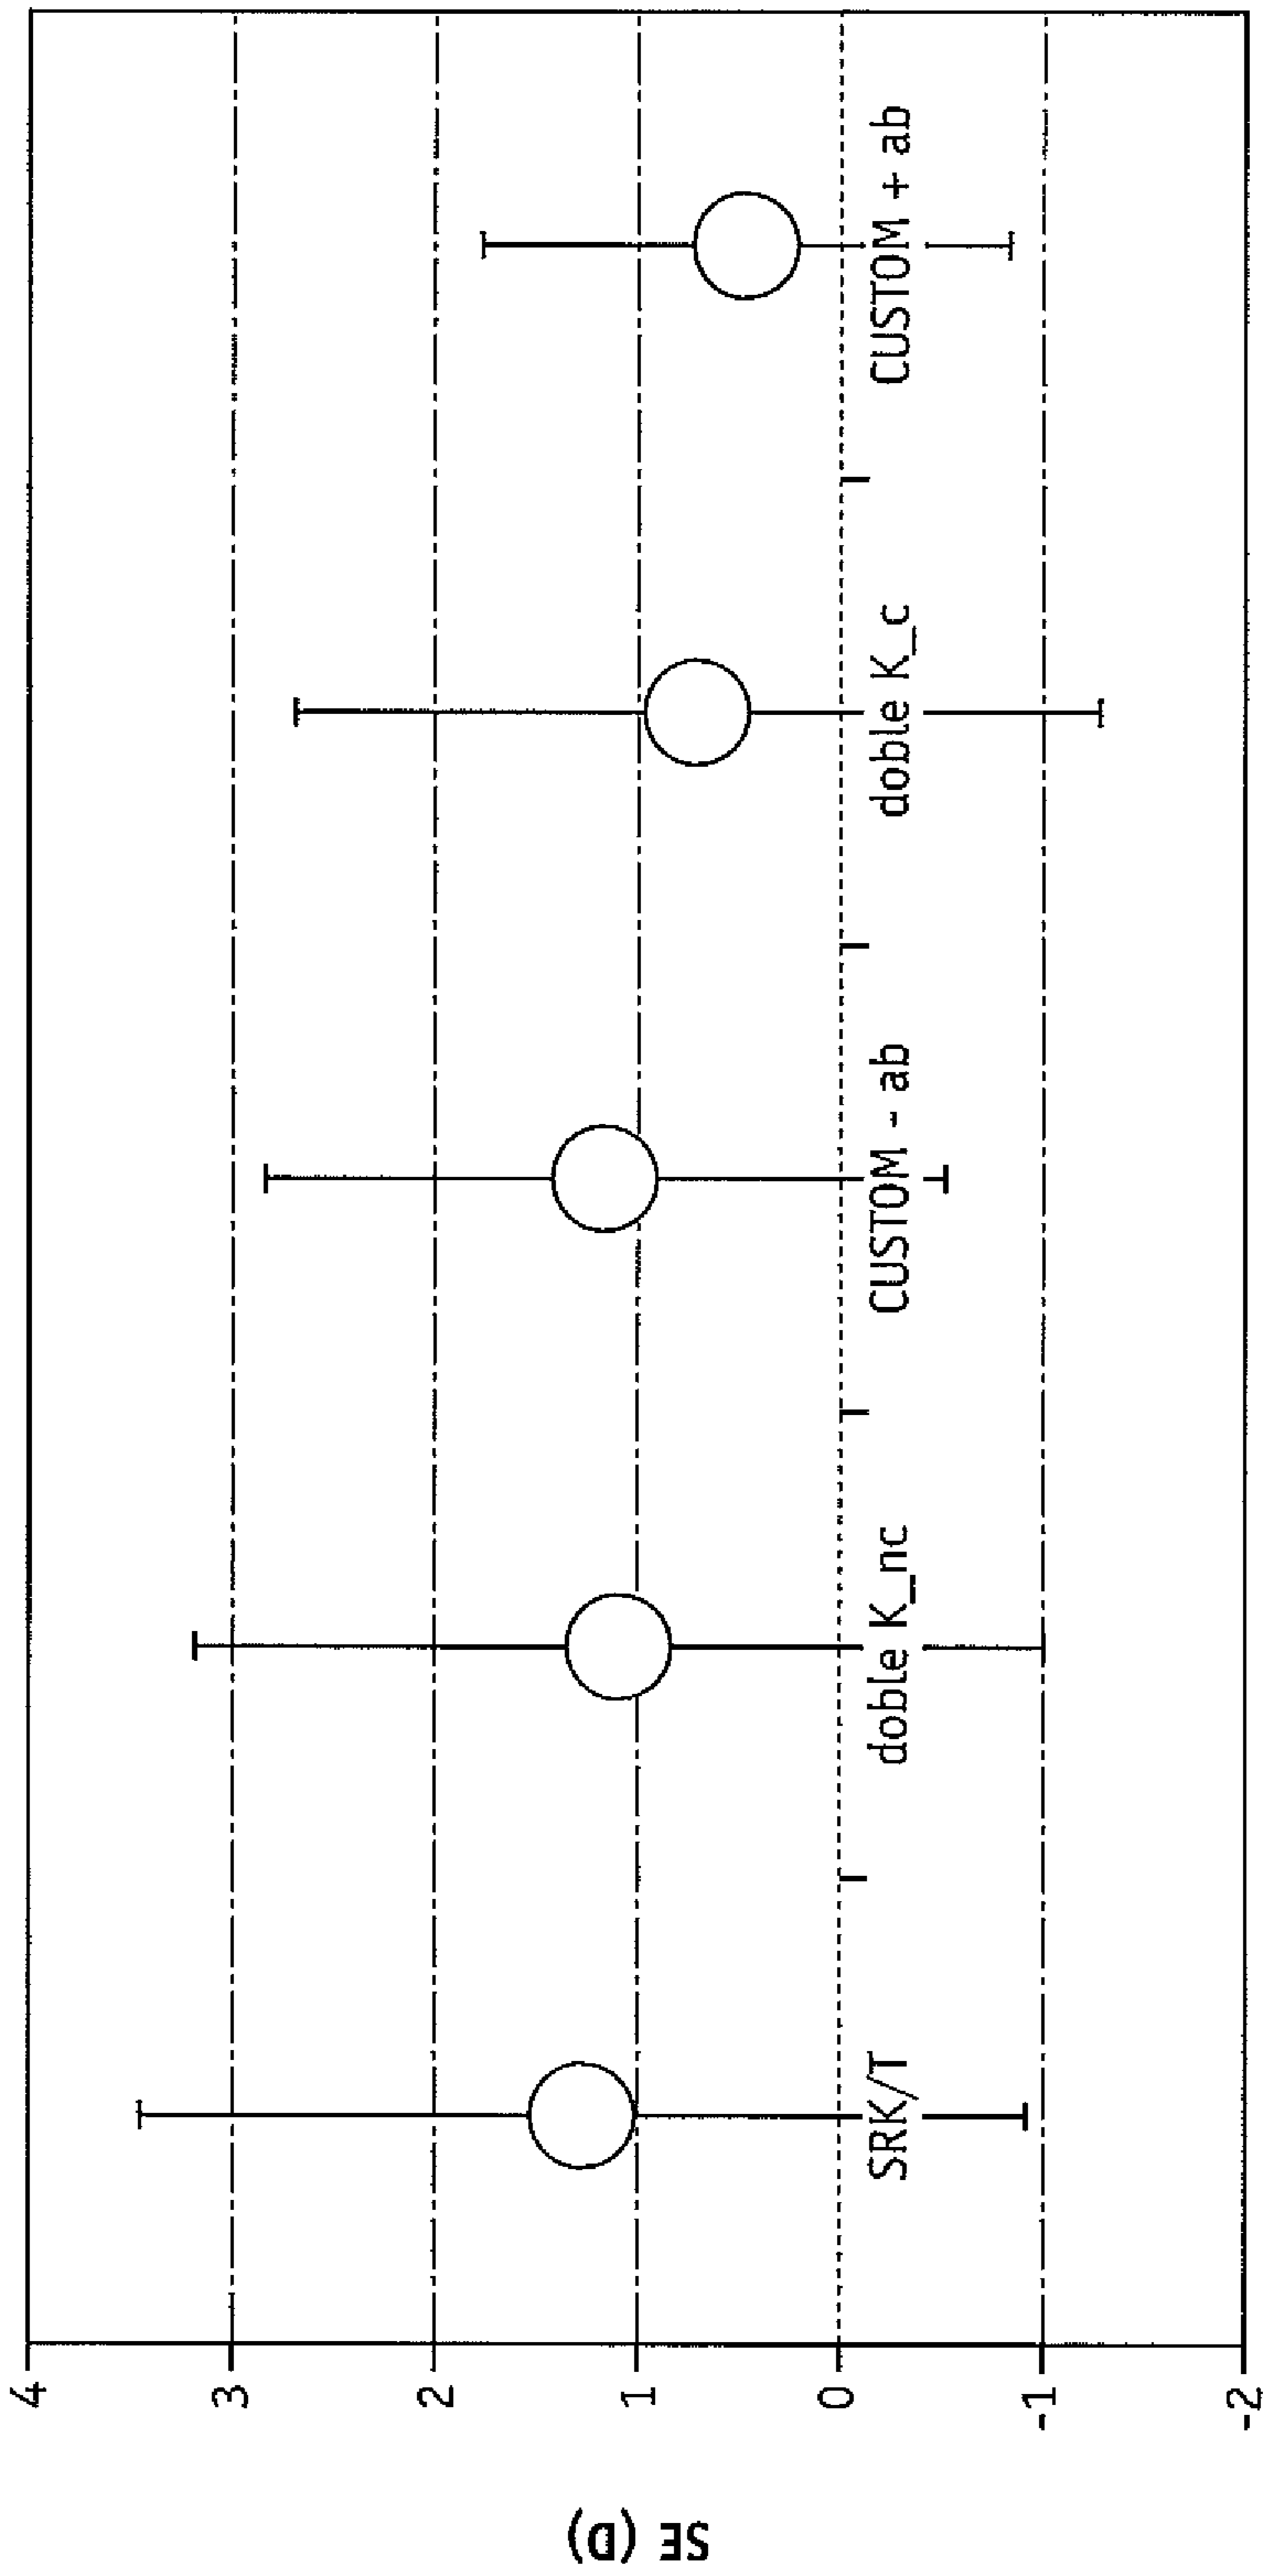 SE (D)
4
3
2
1
0
-1
-2
SRK/T
doble K_nc
CUSTOM - ab
doble K_c
CUSTOM + ab